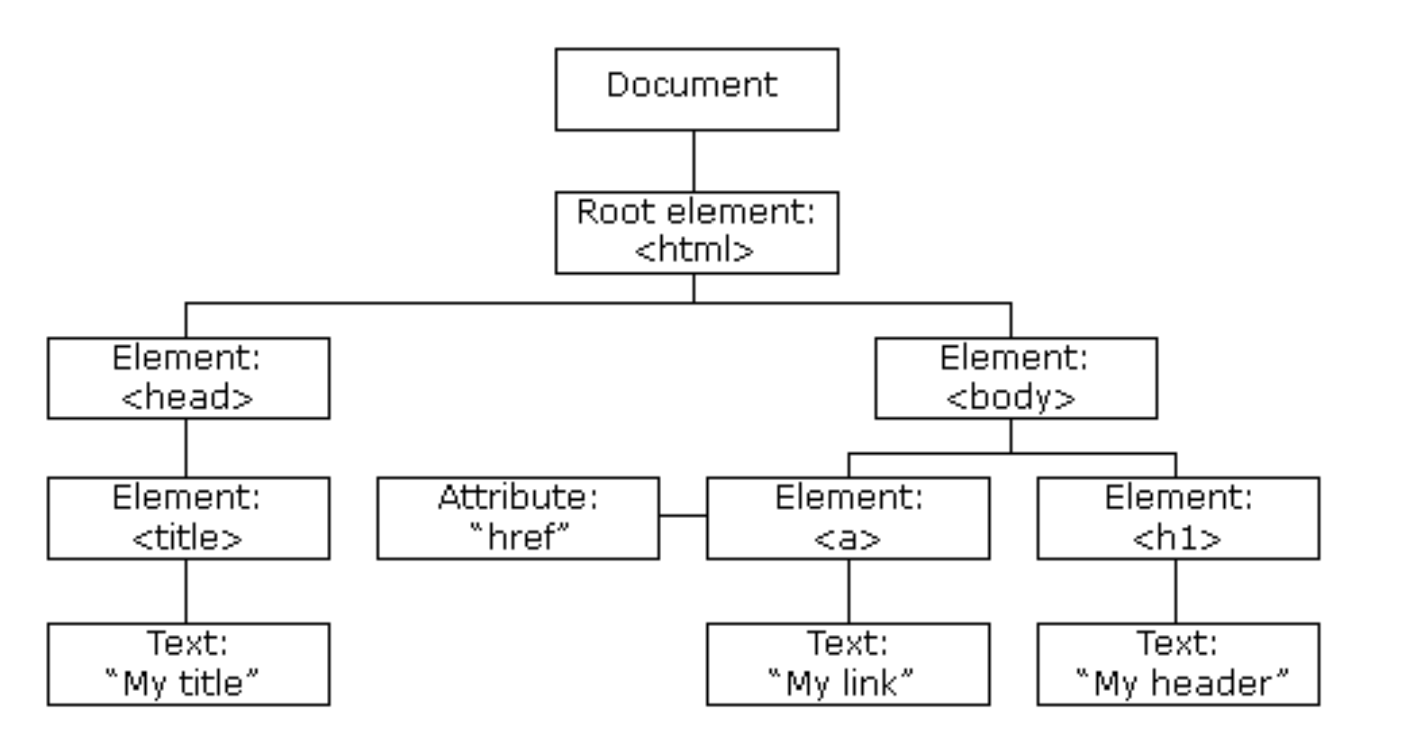 Document
Root element:
<html>
Element:
<head>
Element:
<body>
Element:
<title>
Attribute:
“href”
Element:
<a>
Element:
<h1>
Text:
“My title”
Text:
“My link”
Text:
“My header”